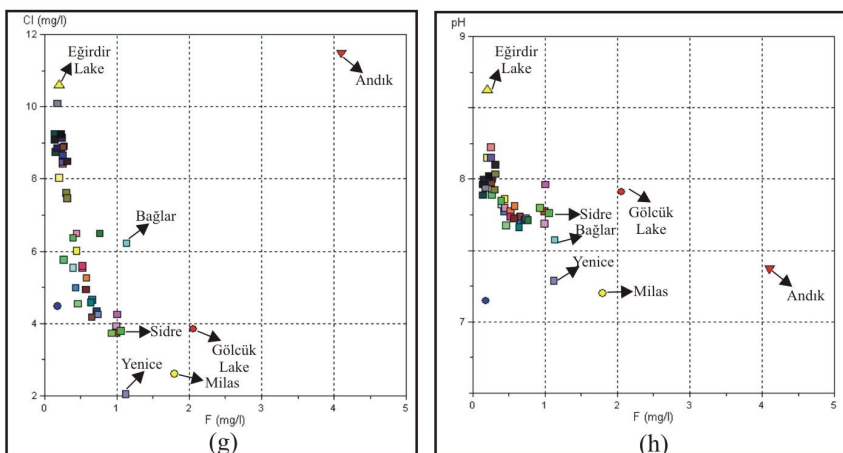 Cl (mg/l)
12
10
8
6
4
2
0
1
2
3
4
5
F (mg/l)
Eğirdir
Lake
Andık
Bağlar
Sidre
Yenice
Gölcük
Lake
Milas
(g)
pH
9
8
7
0
1
2
3
4
5
F (mg/l)
Eğirdir
Lake
Sidre
Bağlar
Gölcük
Lake
Yenice
Milas
Andık
(h)